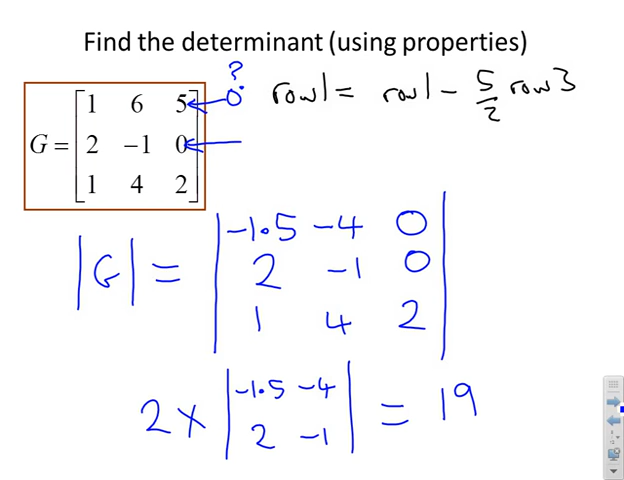 Find the determinant (using properties)
?
0
row1 = row1 - 5/2 row3
1 6 5
G = 2 −1 0
1 4 2
-1.5 -4 0
|G| = 2 -1 0
1 4 2
-1.5 -4
2 × = 19
2 -1